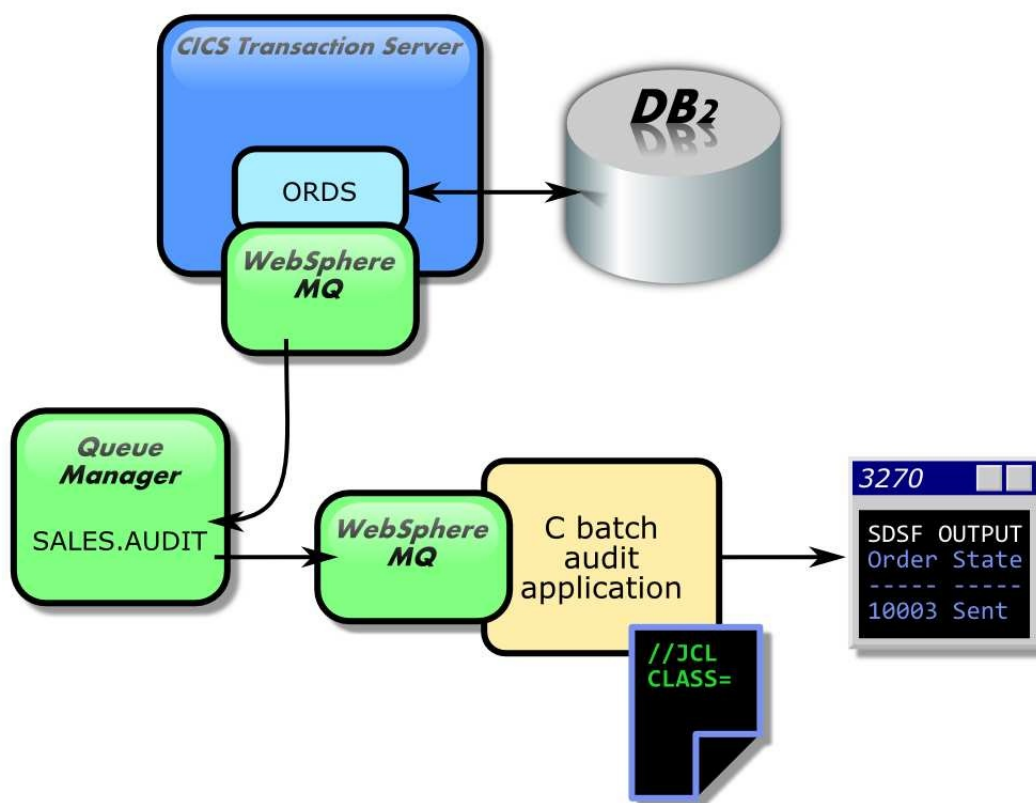 CICS Transaction Server
DB2
ORDS
WebSphere
MQ
Queue
Manager
SALES.AUDIT
WebSphere
MQ
C batch
audit
application
3270
SDSF OUTPUT
Order State
----- -----
10003 Sent
//JCL
CLASS=